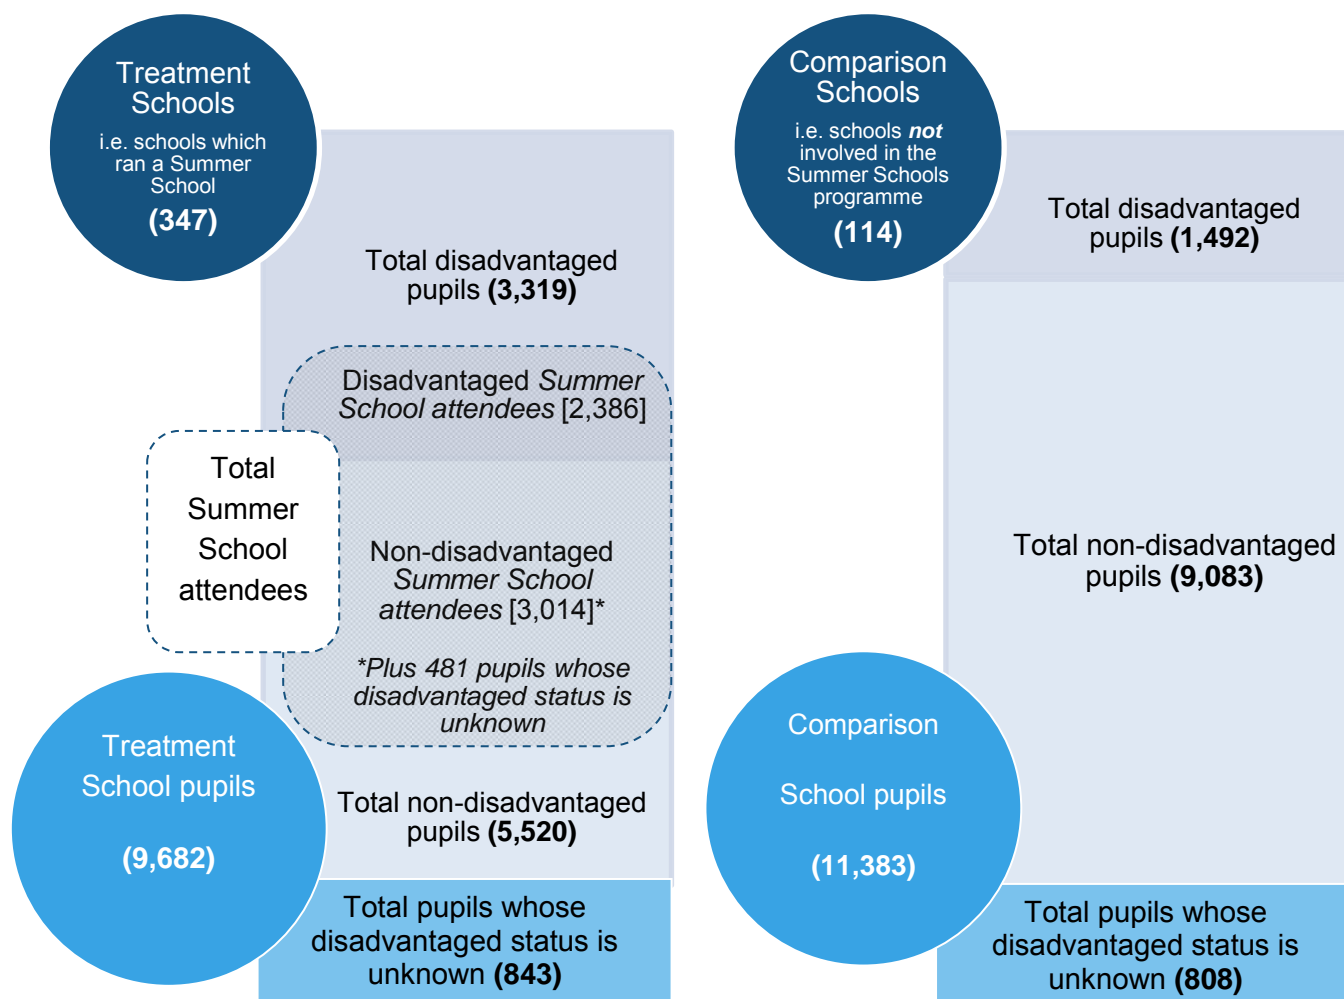 Treatment
Schools
i.e. schools which
ran a Summer
School
(347)
Total disadvantaged
pupils (3,319)
Disadvantaged Summer
School attendees [2,386]
Total
Summer
School
attendees
Non-disadvantaged
Summer School
attendees [3,014]*
*Plus 481 pupils whose
disadvantaged status is
unknown
Treatment
School pupils
(9,682)
Total non-disadvantaged
pupils (5,520)
Total pupils whose
disadvantaged status is
unknown (843)
Comparison
Schools
i.e. schools not
involved in the
Summer Schools
programme
(114)
Total disadvantaged
pupils (1,492)
Total non-disadvantaged
pupils (9,083)
Comparison
School pupils
(11,383)
Total pupils whose
disadvantaged status is
unknown (808)